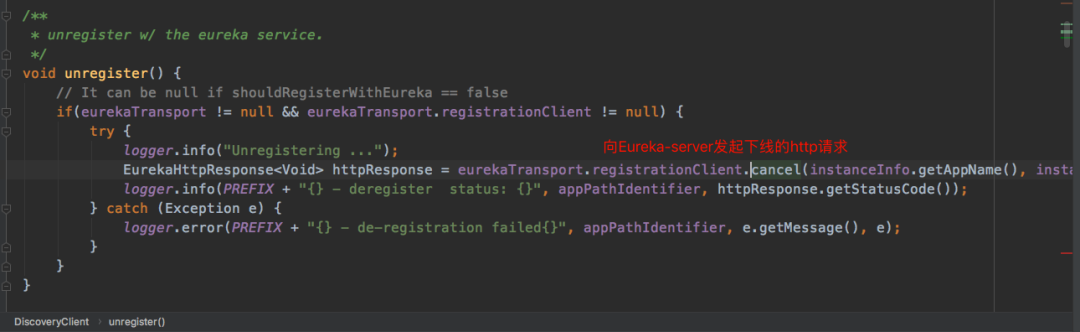 /**
* unregister w/ the eureka service.
*/
void unregister() {
// It can be null if shouldRegisterWithEureka == false
if(eurekaTransport != null && eurekaTransport.registrationClient != null) {
try {
logger.info("Unregistering ...");
向Eureka-server发起下线的http请求
EurekaHttpResponse<Void> httpResponse = eurekaTransport.registrationClient.cancel(instanceInfo.getAppName(), insta
logger.info(PREFIX + "{} - deregister  status: {}", appPathIdentifier, httpResponse.getStatusCode());
} catch (Exception e) {
logger.error(PREFIX + "{} - de-registration failed{}", appPathIdentifier, e.getMessage(), e);
}
}
}
DiscoveryClient › unregister()